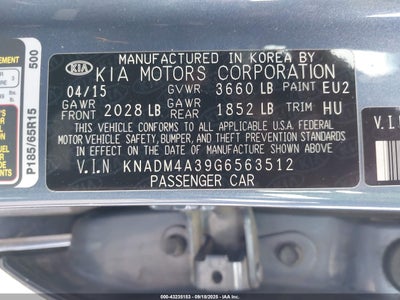 MANUFACTURED IN KOREA BY
KIA
KIA MOTORS CORPORATION
04/15 GVWR 3660 LB PAINT EU2
GAWR FRONT 2028 LB GAWR REAR 1852 LB TRIM HU
THIS VEHICLE CONFORMS TO ALL APPLICABLE U.S.A FEDERAL
MOTOR VEHICLE SAFETY, BUMPER, AND THEFT PREVENTION STANDARDS
IN EFFECT ON THE DATE OF MANUFACTURE SHOWN ABOVE.
V.I.N KNADM4A39G6563512
PASSENGER CAR
P185/65R15
500
V.I.N
000-43235153 - 09/18/2025 - IAAI.COM